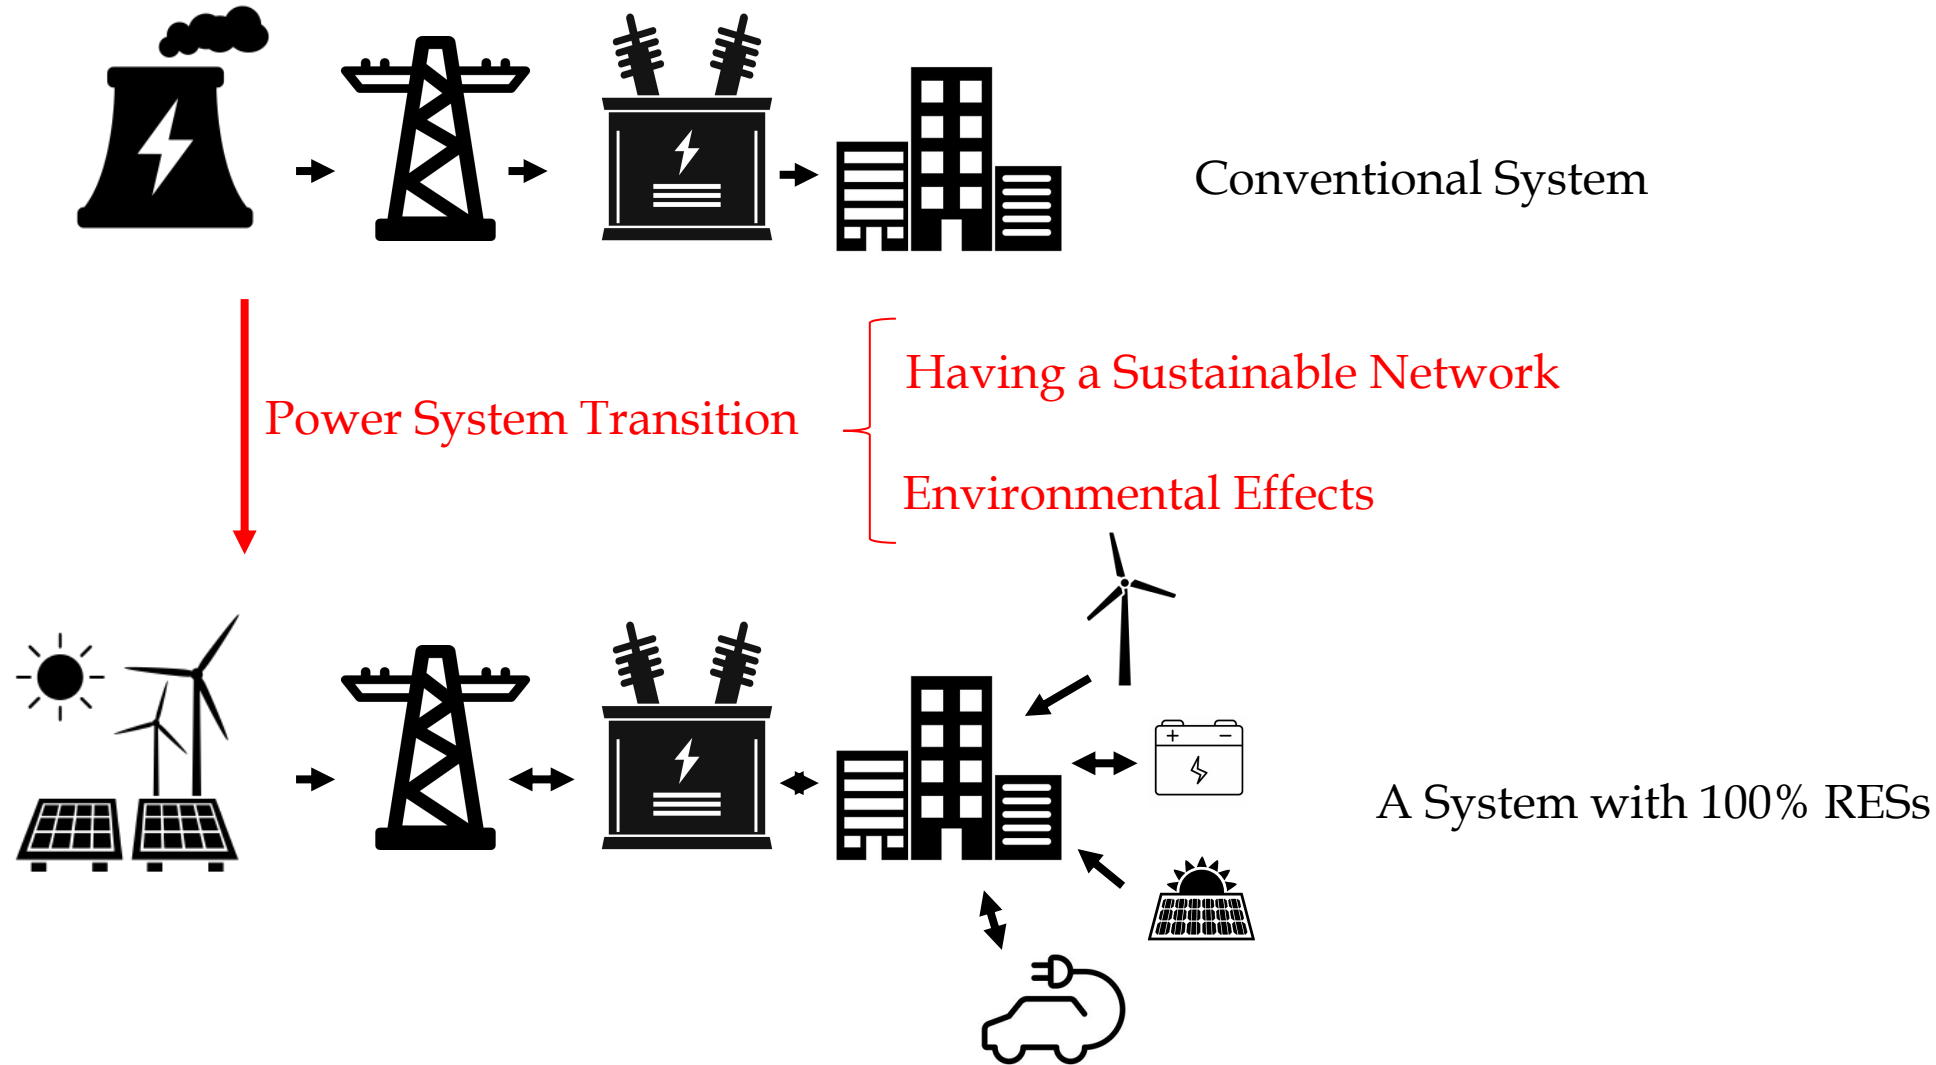 Conventional System
Having a Sustainable Network
Power System Transition
Environmental Effects
A System with 100% RESs